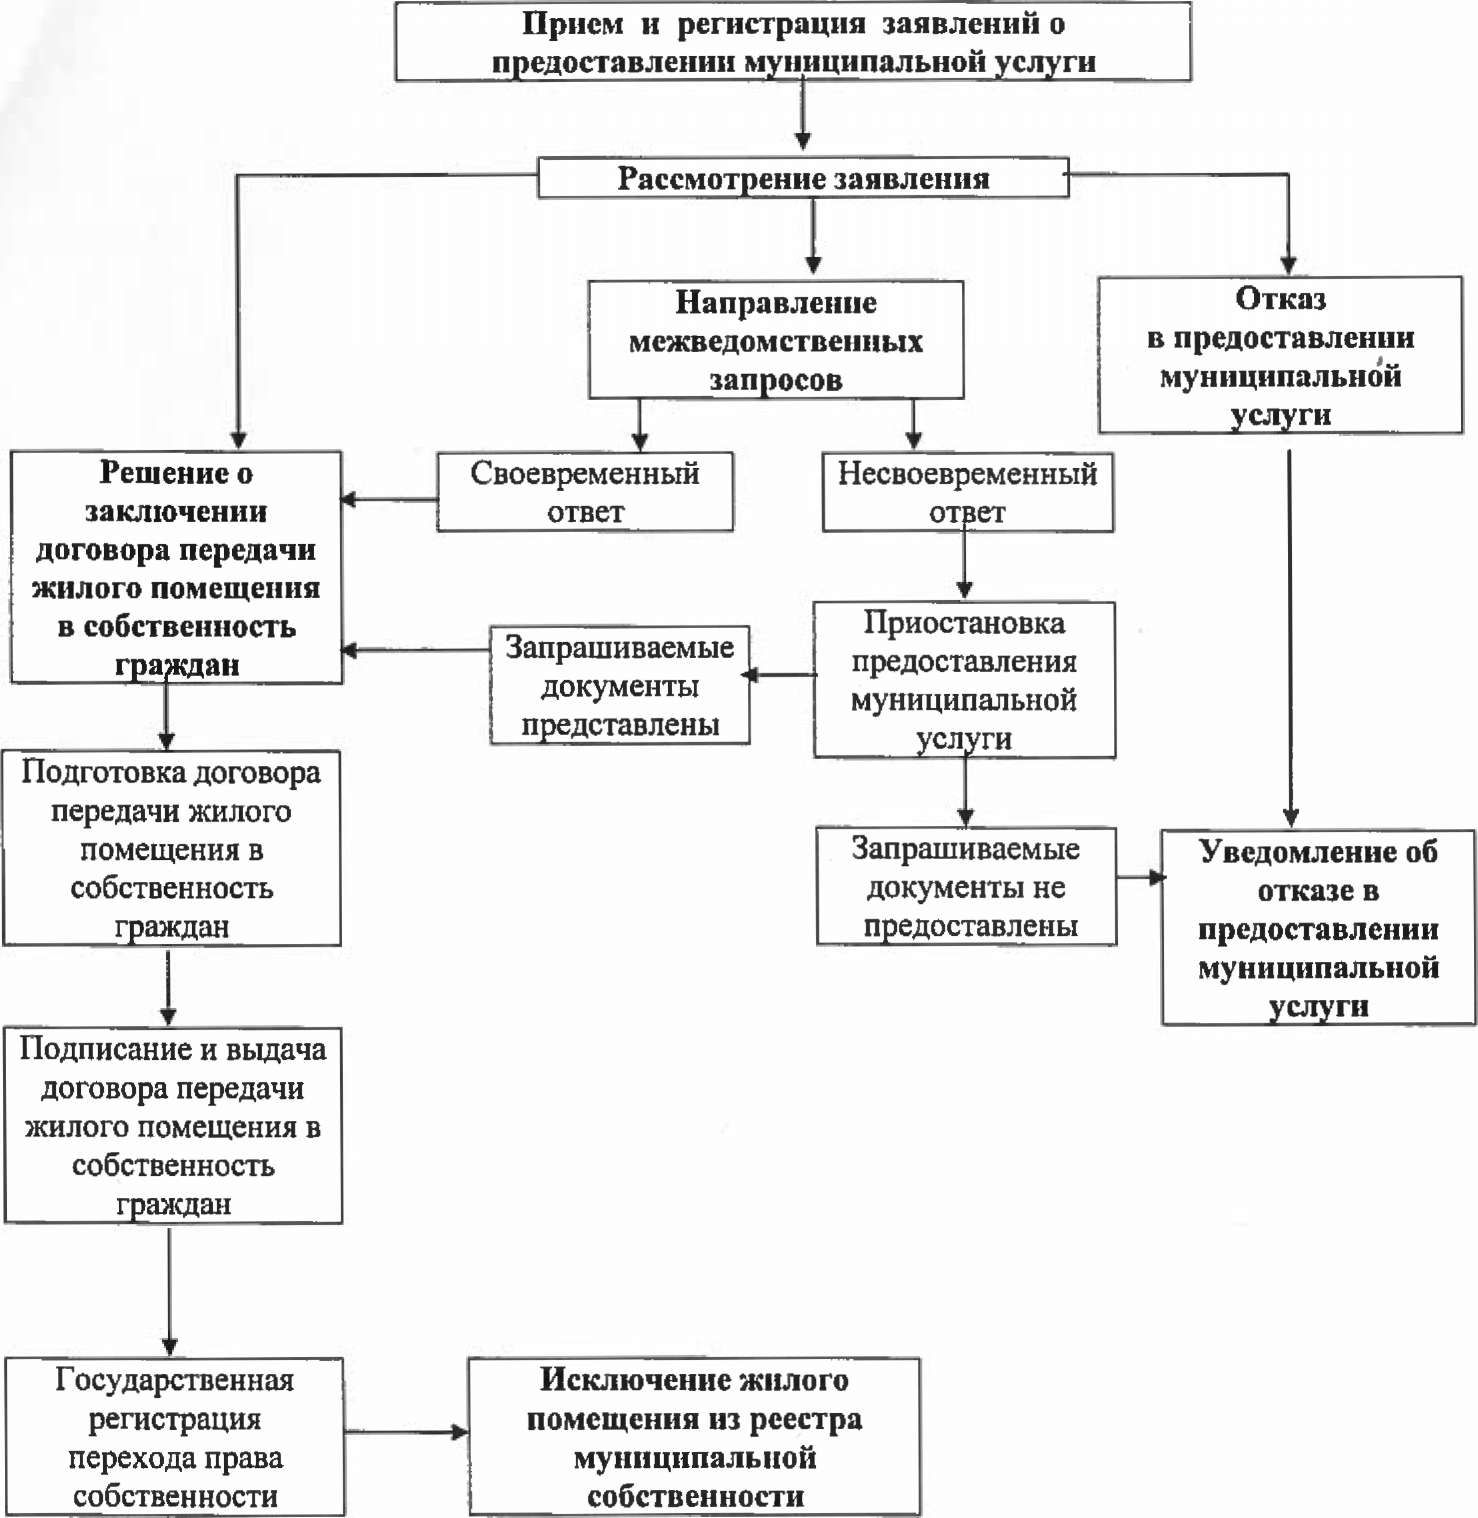 Прием и регистрация заявлений о
предоставлении муниципальной услуги
Рассмотрение заявления
Направление
межведомственных
запросов
Отказ
в предоставлении
муниципальной
услуги
Решение о
заключении
договора передачи
жилого помещения
в собственность
граждан
Своевременный
ответ
Несвоевременный
ответ
Запрашиваемые
документы
представлены
Приостановка
предоставления
муниципальной
услуги
Подготовка договора
передачи жилого
помещения в
собственность
граждан
Запрашиваемые
документы не
предоставлены
Уведомление об
отказе в
предоставлении
муниципальной
услуги
Подписание и выдача
договора передачи
жилого помещения в
собственность
граждан
Государственная
регистрация
перехода права
собственности
Исключение жилого
помещения из реестра
муниципальной
собственности